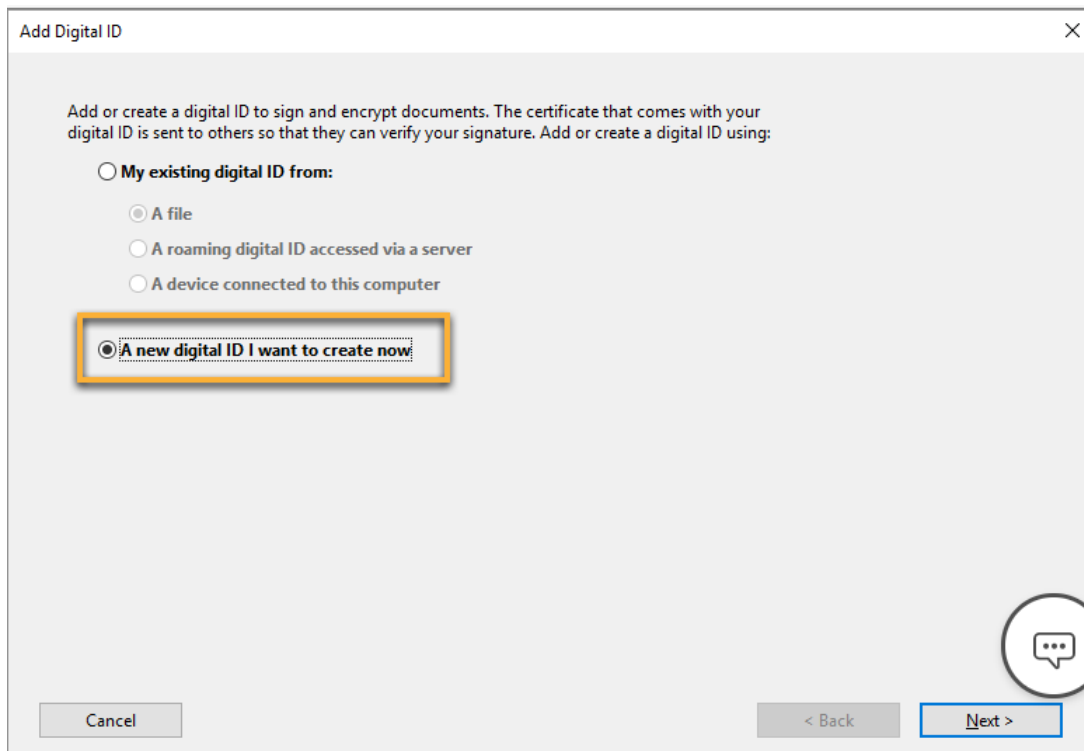 Add Digital ID
Add or create a digital ID to sign and encrypt documents. The certificate that comes with your
digital ID is sent to others so that they can verify your signature. Add or create a digital ID using:
My existing digital ID from:
A file
A roaming digital ID accessed via a server
A device connected to this computer
A new digital ID I want to create now
Cancel
< Back
Next >